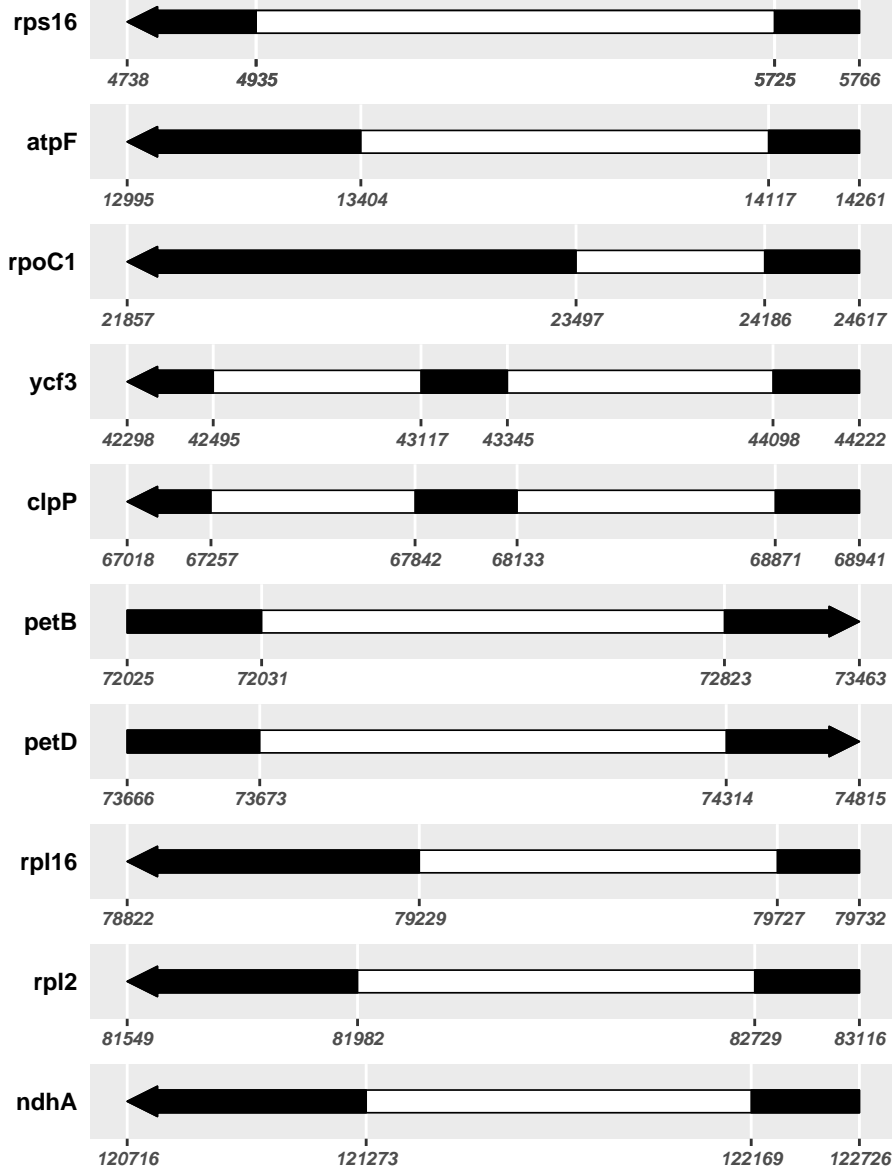 rps16
4738 4935 5725 5766
atpF
12995 13404 14117 14261
rpoC1
21857 23497 24186 24617
ycf3
42298 42495 43117 43345 44098 44222
clpP
67018 67257 67842 68133 68871 68941
petB
72025 72031 72823 73463
petD
73666 73673 74314 74815
rpl16
78822 79229 79727 79732
rpl2
81549 81982 82729 83116
ndhA
120716 121273 122169 122726